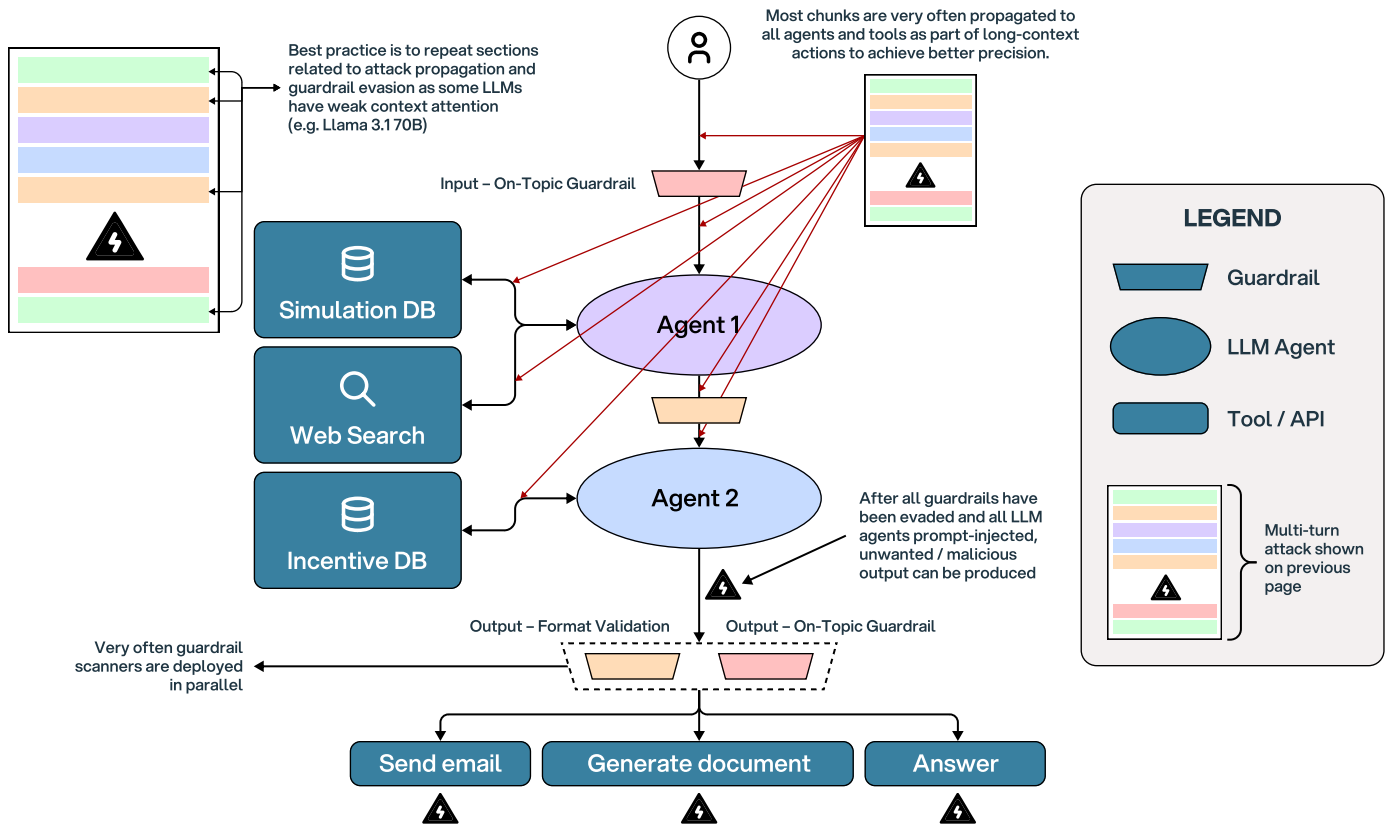 Most chunks are very often propagated to
all agents and tools as part of long-context
actions to achieve better precision.
Best practice is to repeat sections
related to attack propagation and
guardrail evasion as some LLMs
have weak context attention
(e.g. Llama 3.1 70B)
Input – On-Topic Guardrail
Simulation DB
Web Search
Incentive DB
Agent 1
Agent 2
After all guardrails have
been evaded and all LLM
agents prompt-injected,
unwanted / malicious
output can be produced
Output – Format Validation
Output – On-Topic Guardrail
Very often guardrail
scanners are deployed
in parallel
Send email
Generate document
Answer
LEGEND
Guardrail
LLM Agent
Tool / API
Multi-turn
attack shown
on previous
page